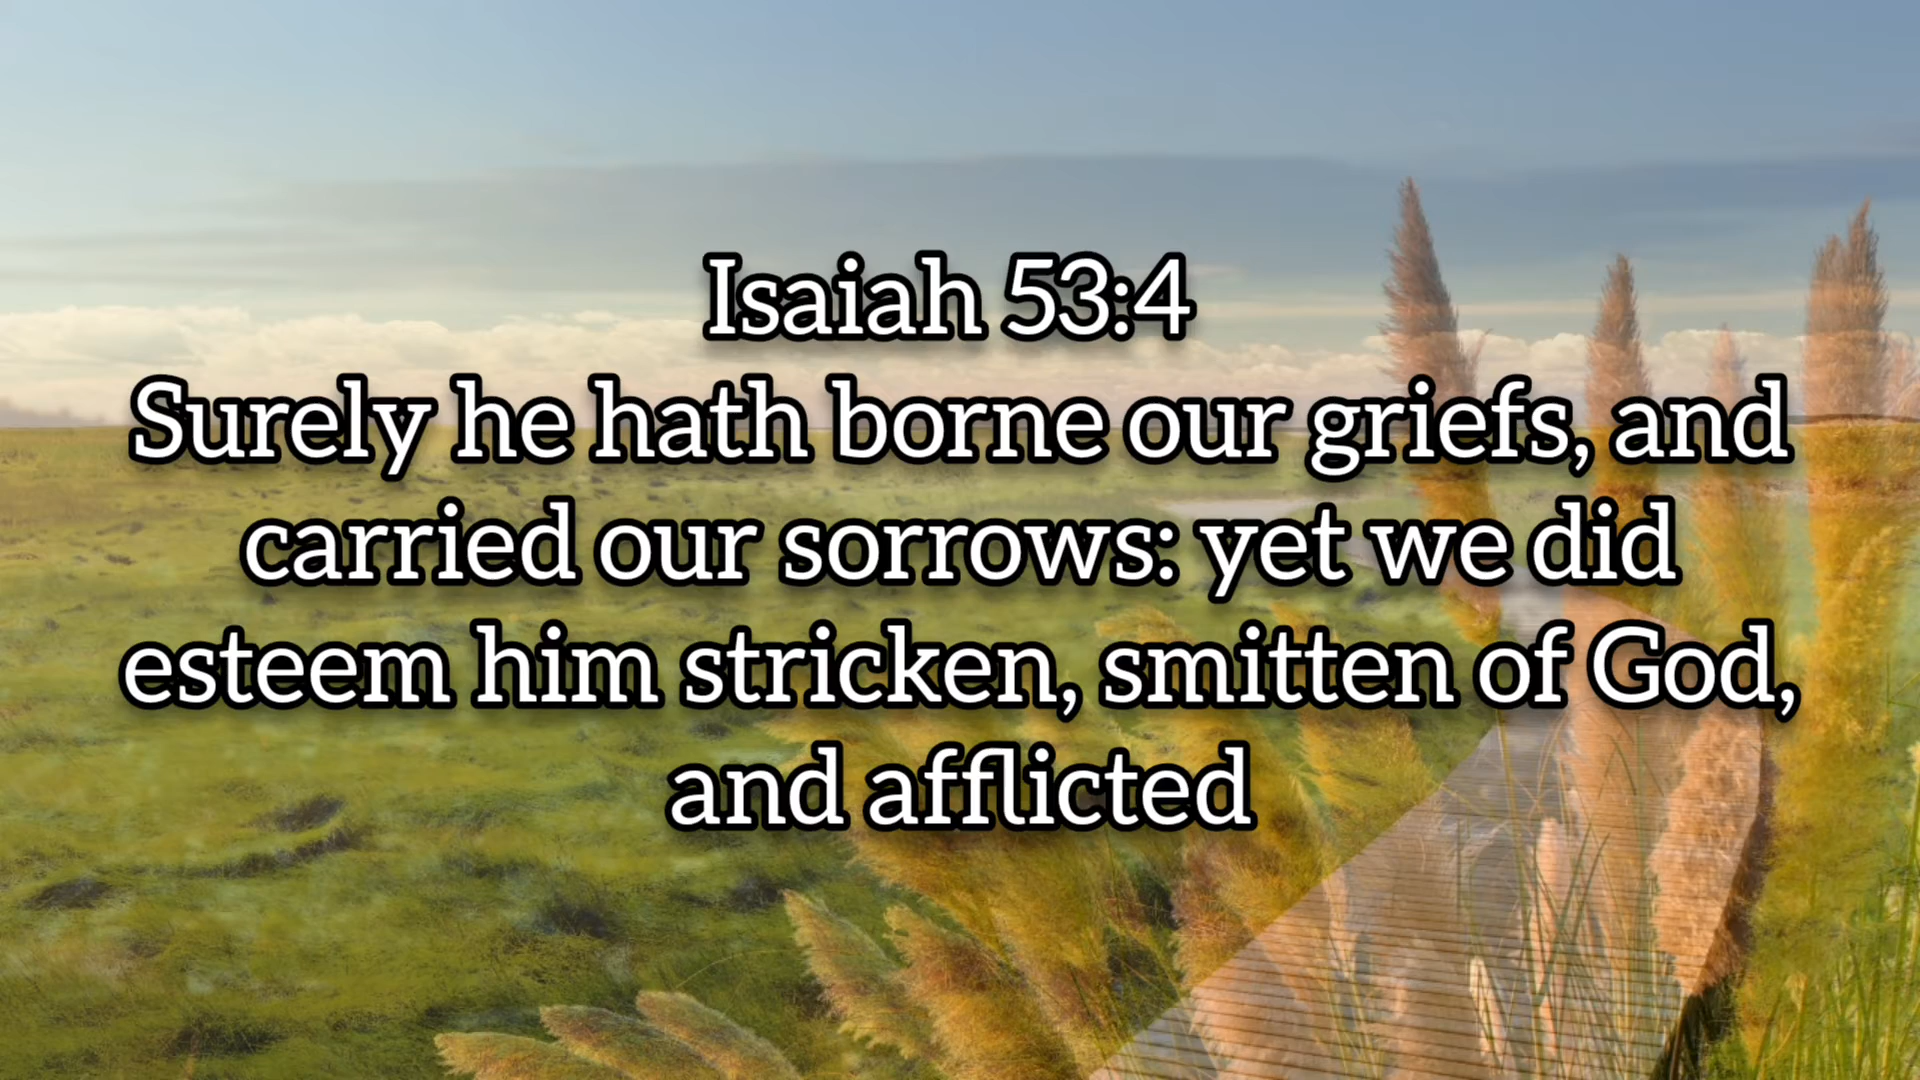 Isaiah 53:4
Surely he hath borne our griefs, and
carried our sorrows: yet we did
esteem him stricken, smitten of God,
and afflicted